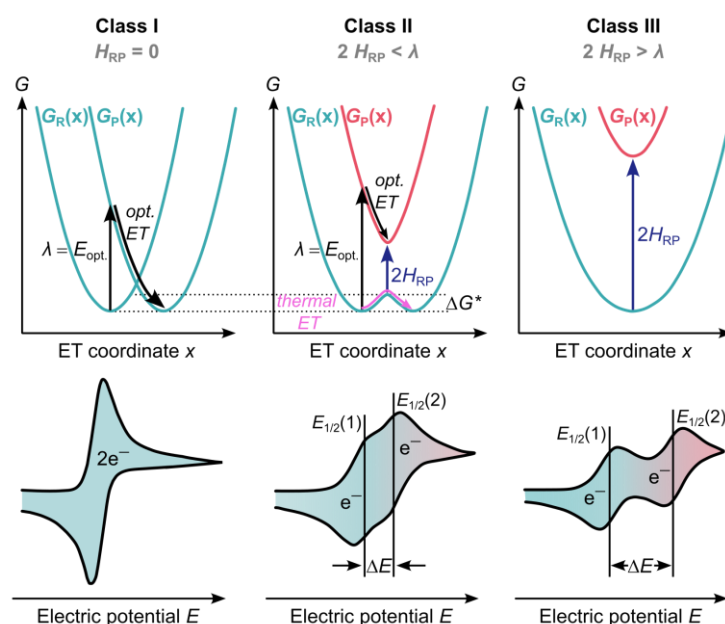 Class I
H_RP = 0
Class II
2 H_RP < λ
Class III
2 H_RP > λ
G
G_R(x) G_P(x)
opt.
ET
λ = E_opt.
ET coordinate x
G
G_R(x) G_P(x)
opt.
ET
λ = E_opt.
2H_RP
thermal
ET
ΔG*
ET coordinate x
G
G_R(x) G_P(x)
2H_RP
ET coordinate x
2e⁻
Electric potential E
E_1/2(1)
E_1/2(2)
e⁻
e⁻
ΔE
Electric potential E
E_1/2(1)
E_1/2(2)
e⁻
e⁻
ΔE
Electric potential E